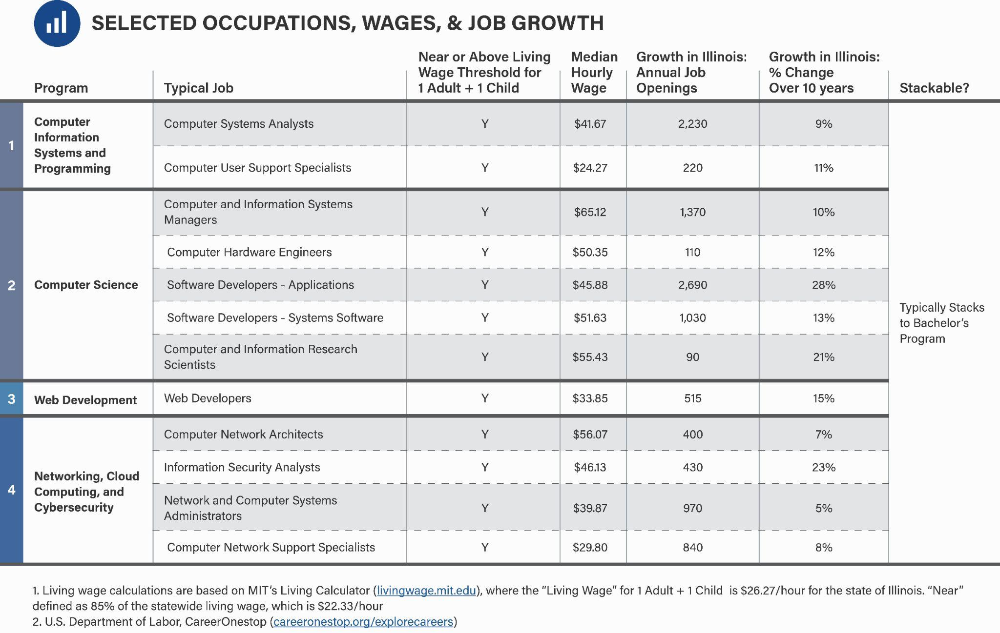 SELECTED OCCUPATIONS, WAGES, & JOB GROWTH
Program
Typical Job
Near or Above Living
Wage Threshold for
1 Adult + 1 Child
Median
Hourly
Wage
Growth in Illinois:
Annual Job
Openings
Growth in Illinois:
% Change
Over 10 years
Stackable?
1
Computer
Information
Systems and
Programming
Computer Systems Analysts
Y
$41.67
2,230
9%
Computer User Support Specialists
Y
$24.27
220
11%
2
Computer Science
Computer and Information Systems
Managers
Y
$65.12
1,370
10%
Computer Hardware Engineers
Y
$50.35
110
12%
Software Developers - Applications
Y
$45.88
2,690
28%
Software Developers - Systems Software
Y
$51.63
1,030
13%
Computer and Information Research
Scientists
Y
$55.43
90
21%
3
Web Development
Web Developers
Y
$33.85
515
15%
4
Networking, Cloud
Computing, and
Cybersecurity
Computer Network Architects
Y
$56.07
400
7%
Information Security Analysts
Y
$46.13
430
23%
Network and Computer Systems
Administrators
Y
$39.87
970
5%
Computer Network Support Specialists
Y
$29.80
840
8%
Typically Stacks
to Bachelor’s
Program
1. Living wage calculations are based on MIT’s Living Calculator (livingwage.mit.edu), where the “Living Wage” for 1 Adult + 1 Child is $26.27/hour for the state of Illinois. “Near”
defined as 85% of the statewide living wage, which is $22.33/hour
2. U.S. Department of Labor, CareerOnestop (careeronestop.org/explorecareers)